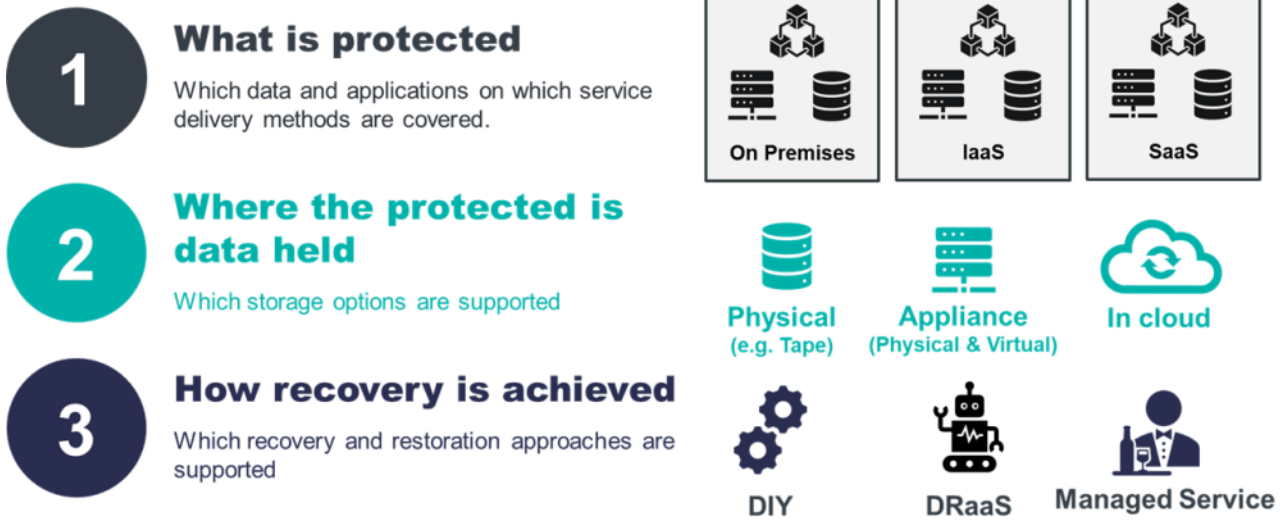 1
What is protected
Which data and applications on which service
delivery methods are covered.
On Premises
IaaS
SaaS
2
Where the protected is
data held
Which storage options are supported
Physical
(e.g. Tape)
Appliance
(Physical & Virtual)
In cloud
3
How recovery is achieved
Which recovery and restoration approaches are
supported
DIY
DRaaS
Managed Service